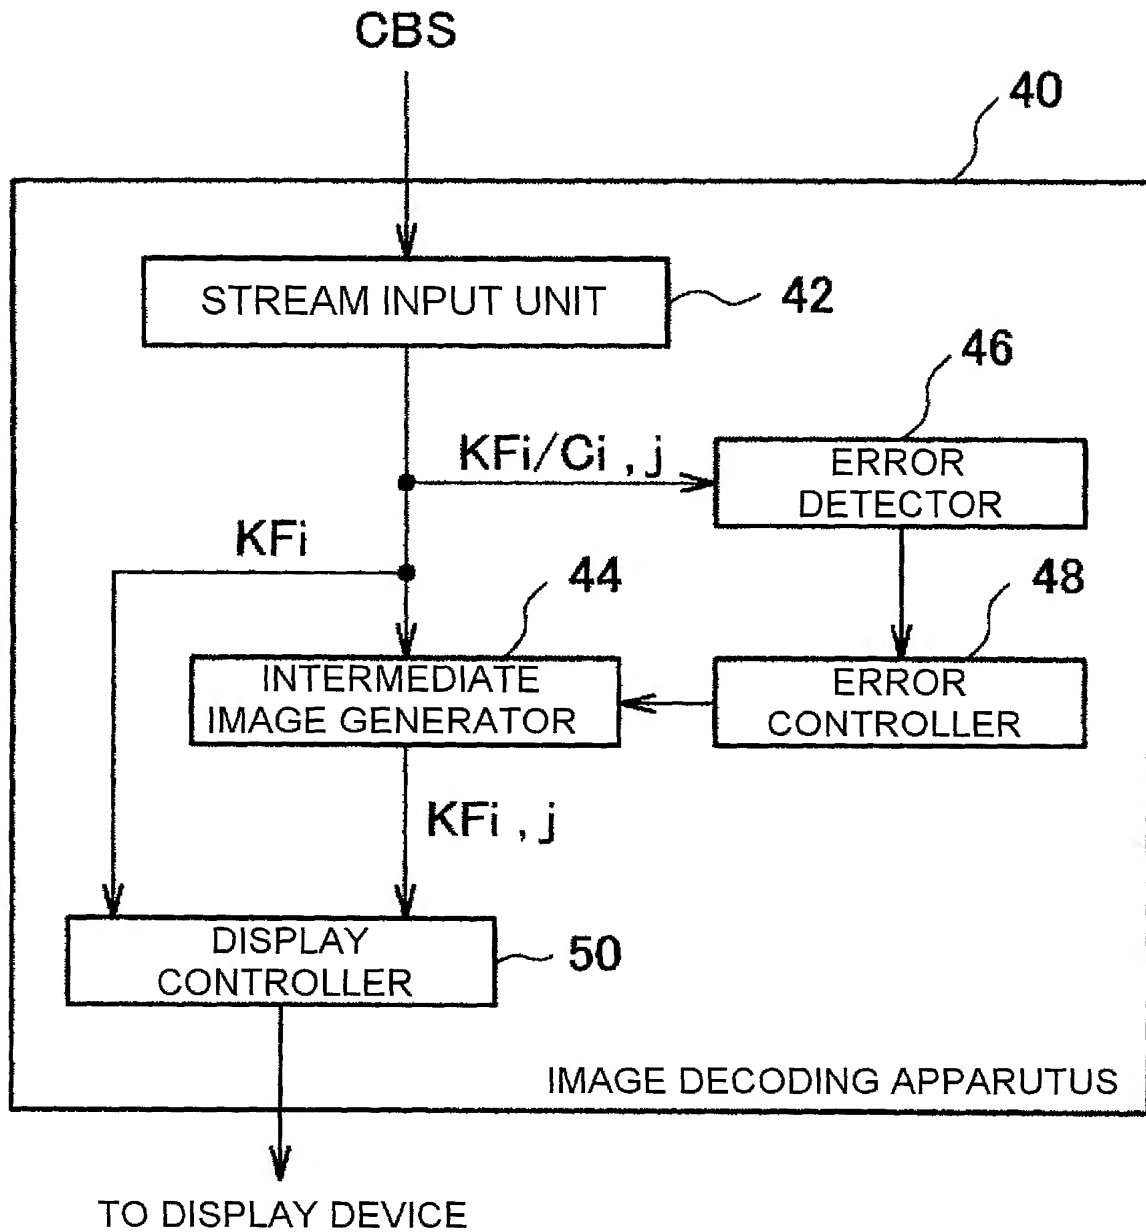 CBS
40
STREAM INPUT UNIT
42
46
KFi/Ci , j
ERROR
DETECTOR
KFi
44
48
INTERMEDIATE
IMAGE GENERATOR
ERROR
CONTROLLER
KFi , j
DISPLAY
CONTROLLER
50
IMAGE DECODING APPARUTUS
TO DISPLAY DEVICE